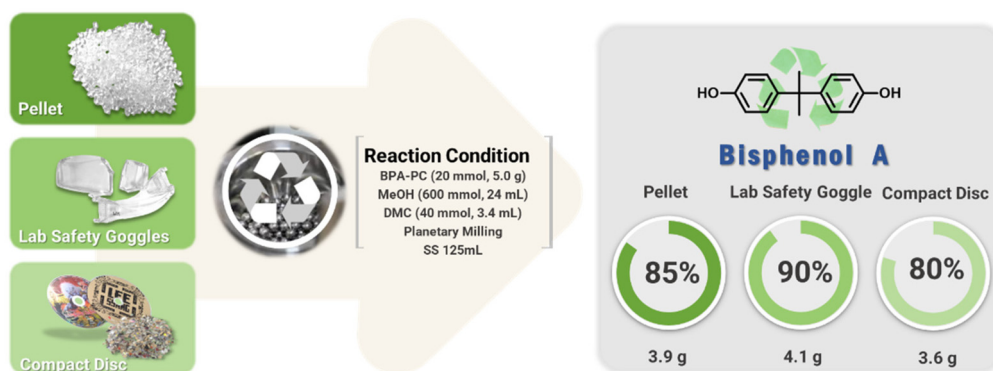 Pellet
Lab Safety Goggles
Compact Disc
Reaction Condition
BPA-PC (20 mmol, 5.0 g)
MeOH (600 mmol, 24 mL)
DMC (40 mmol, 3.4 mL)
Planetary Milling
SS 125mL
HO
OH
Bisphenol A
Pellet Lab Safety Goggle Compact Disc
85% 90% 80%
3.9 g 4.1 g 3.6 g